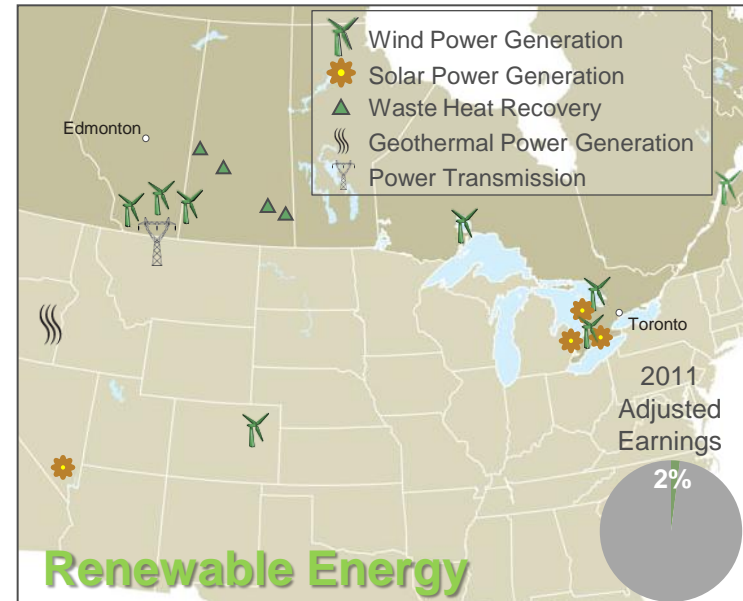 Wind Power Generation
Solar Power Generation
Waste Heat Recovery
Geothermal Power Generation
Power Transmission
Edmonton
Toronto
2011
Adjusted
Earnings
2%
Renewable Energy